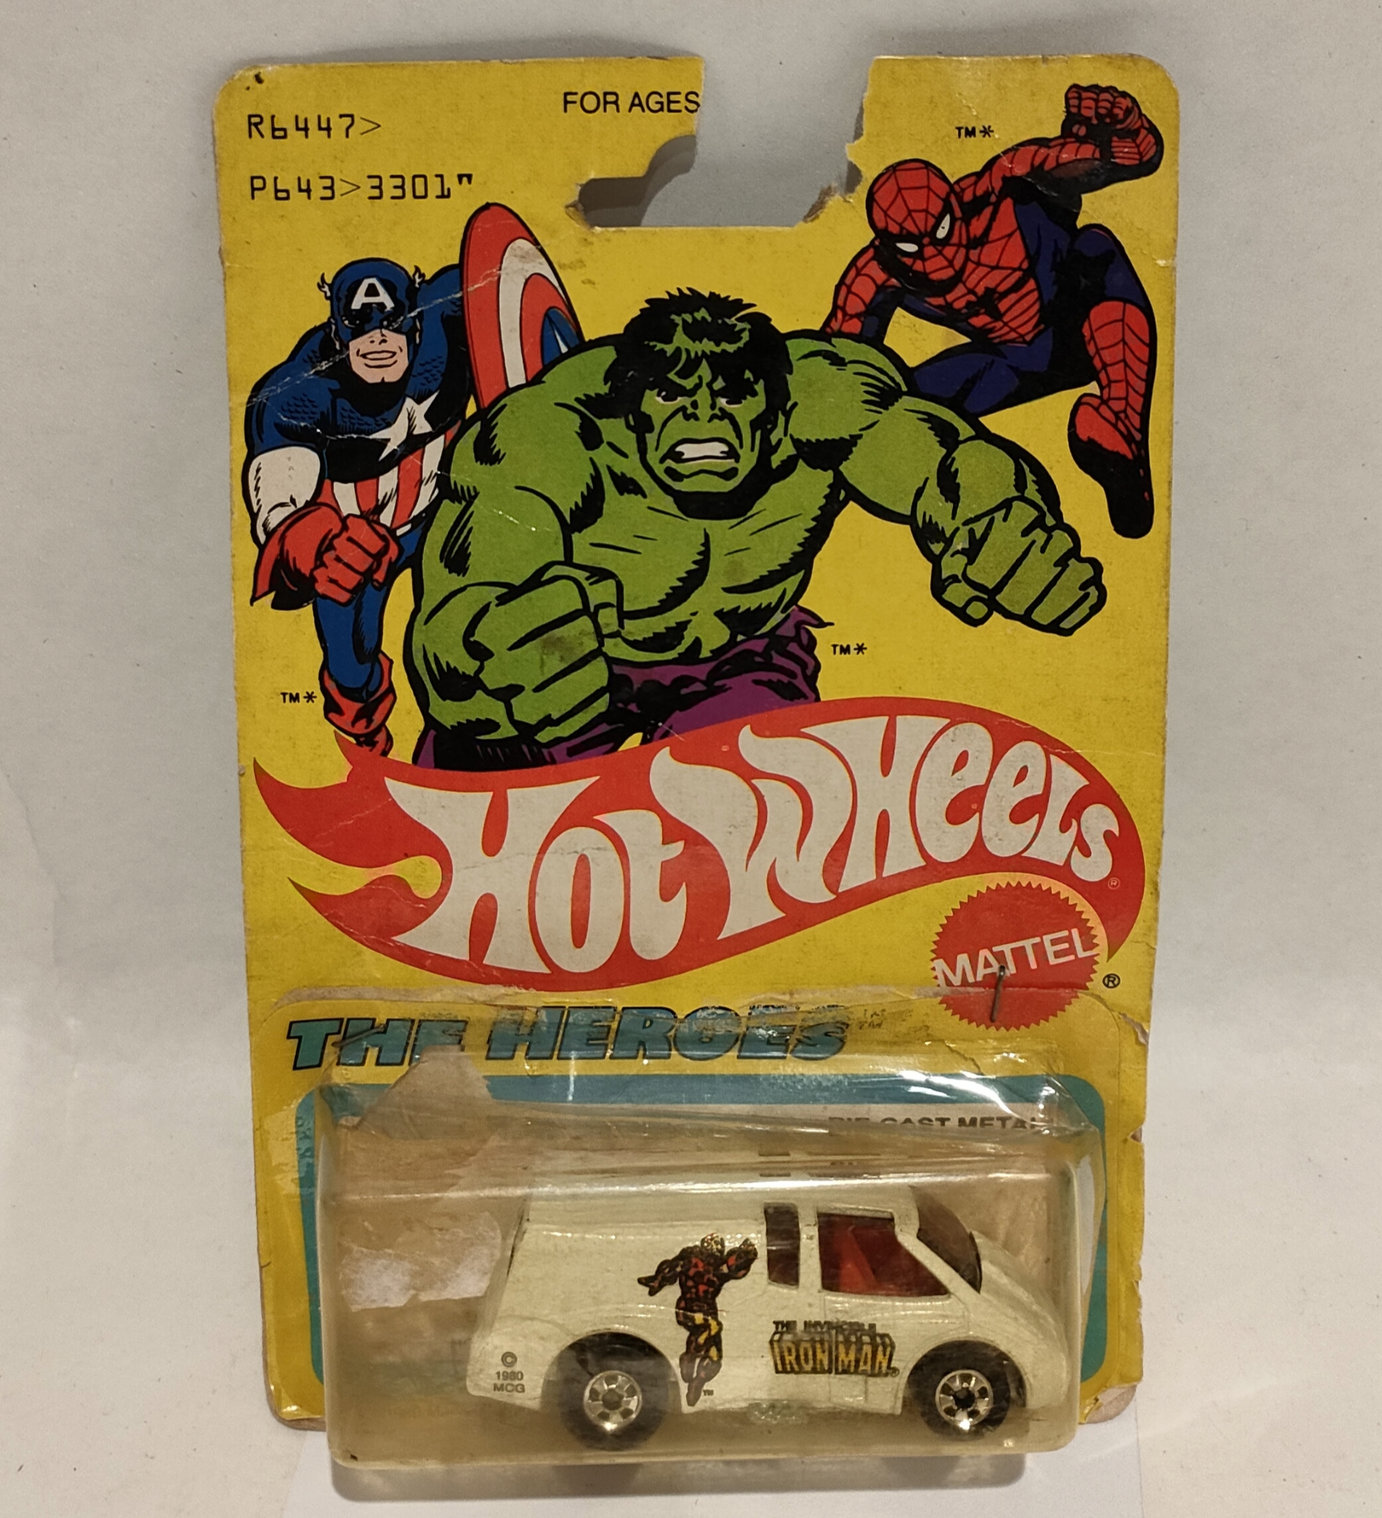 R6447>
FOR AGES
P643>3301"
TM*
A
TM*
TM*
HOT WHEELS®
MATTEL®
THE HEROES
DIE CAST METAL
THE INVINCIBLE
IRON MAN
TM
©
1980
MCG